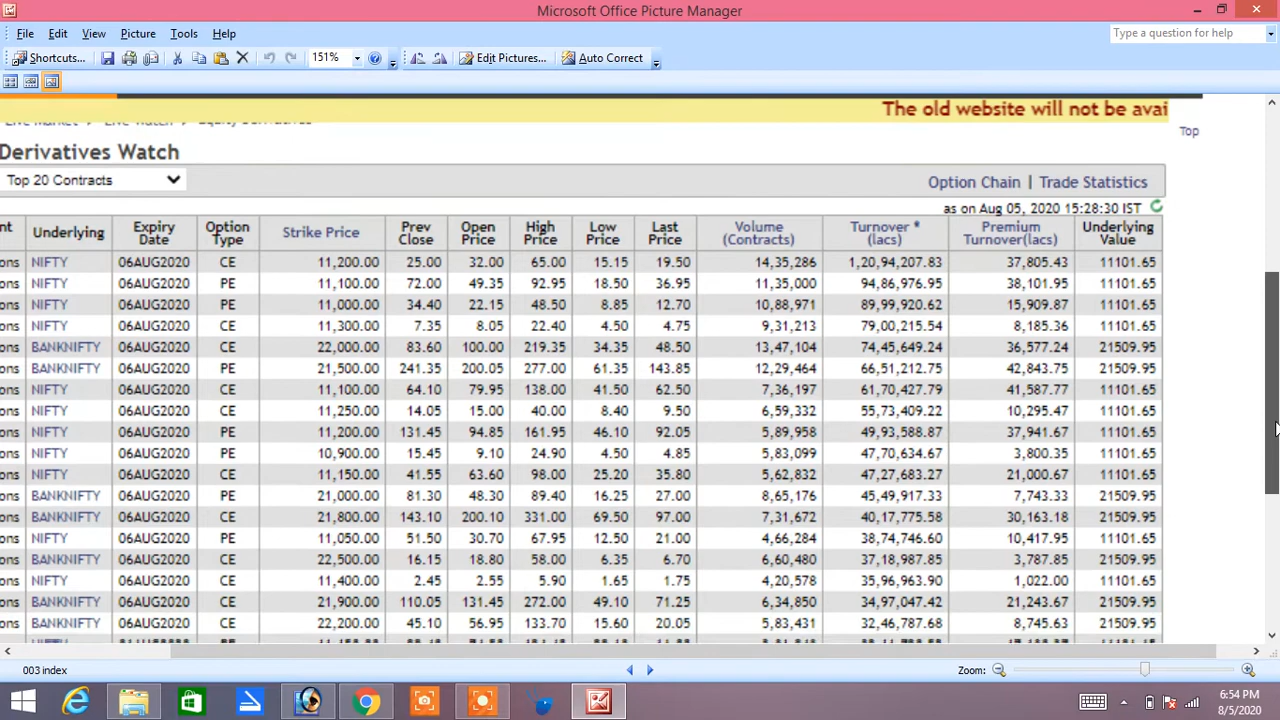 Microsoft Office Picture Manager
File Edit View Picture Tools Help Type a question for help
Shortcuts... 151% Edit Pictures... Auto Correct
The old website will not be avai
Live Market Live Watch Equity Derivatives
Top
Derivatives Watch
Top 20 Contracts Option Chain | Trade Statistics
as on Aug 05, 2020 15:28:30 IST
nt Underlying Expiry Date Option Type Strike Price Prev Close Open Price High Price Low Price Last Price Volume (Contracts) Turnover * (lacs) Premium Turnover(lacs) Underlying Value
ons NIFTY 06AUG2020 CE 11,200.00 25.00 32.00 65.00 15.15 19.50 14,35,286 1,20,94,207.83 37,805.43 11101.65
ons NIFTY 06AUG2020 PE 11,100.00 72.00 49.35 92.95 18.50 36.95 11,35,000 94,86,976.95 38,101.95 11101.65
ons NIFTY 06AUG2020 PE 11,000.00 34.40 22.15 48.50 8.85 12.70 10,88,971 89,99,920.62 15,909.87 11101.65
ons NIFTY 06AUG2020 CE 11,300.00 7.35 8.05 22.40 4.50 4.75 9,31,213 79,00,215.54 8,185.36 11101.65
ons BANKNIFTY 06AUG2020 CE 22,000.00 83.60 100.00 219.35 34.35 48.50 13,47,104 74,45,649.24 36,577.24 21509.95
ons BANKNIFTY 06AUG2020 PE 21,500.00 241.35 200.05 277.00 61.35 143.85 12,29,464 66,51,212.75 42,843.75 21509.95
ons NIFTY 06AUG2020 CE 11,100.00 64.10 79.95 138.00 41.50 62.50 7,36,197 61,70,427.79 41,587.77 11101.65
ons NIFTY 06AUG2020 CE 11,250.00 14.05 15.00 40.00 8.40 9.50 6,59,332 55,73,409.22 10,295.47 11101.65
ons NIFTY 06AUG2020 PE 11,200.00 131.45 94.85 161.95 46.10 92.05 5,89,958 49,93,588.87 37,941.67 11101.65
ons NIFTY 06AUG2020 PE 10,900.00 15.45 9.10 24.90 4.50 4.85 5,83,099 47,70,634.67 3,800.35 11101.65
ons NIFTY 06AUG2020 CE 11,150.00 41.55 63.60 98.00 25.20 35.80 5,62,832 47,27,683.27 21,000.67 11101.65
ons BANKNIFTY 06AUG2020 PE 21,000.00 81.30 48.30 89.40 16.25 27.00 8,65,176 45,49,917.33 7,743.33 21509.95
ons BANKNIFTY 06AUG2020 CE 21,800.00 143.10 200.10 331.00 69.50 97.00 7,31,672 40,17,775.58 30,163.18 21509.95
ons NIFTY 06AUG2020 PE 11,050.00 51.50 30.70 67.95 12.50 21.00 4,66,284 38,74,746.60 10,417.95 11101.65
ons BANKNIFTY 06AUG2020 CE 22,500.00 16.15 18.80 58.00 6.35 6.70 6,60,480 37,18,987.85 3,787.85 21509.95
ons NIFTY 06AUG2020 CE 11,400.00 2.45 2.55 5.90 1.65 1.75 4,20,578 35,96,963.90 1,022.00 11101.65
ons BANKNIFTY 06AUG2020 CE 21,900.00 110.05 131.45 272.00 49.10 71.25 6,34,850 34,97,047.42 21,243.67 21509.95
ons BANKNIFTY 06AUG2020 CE 22,200.00 45.10 56.95 133.70 15.60 20.05 5,83,431 32,46,787.68 8,745.63 21509.95
003 index Zoom:
6:54 PM
8/5/2020